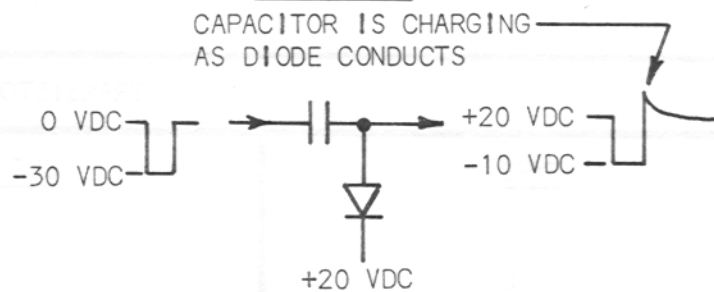 CAPACITOR IS CHARGING
AS DIODE CONDUCTS
0 VDC
-30 VDC
+20 VDC
-10 VDC
+20 VDC